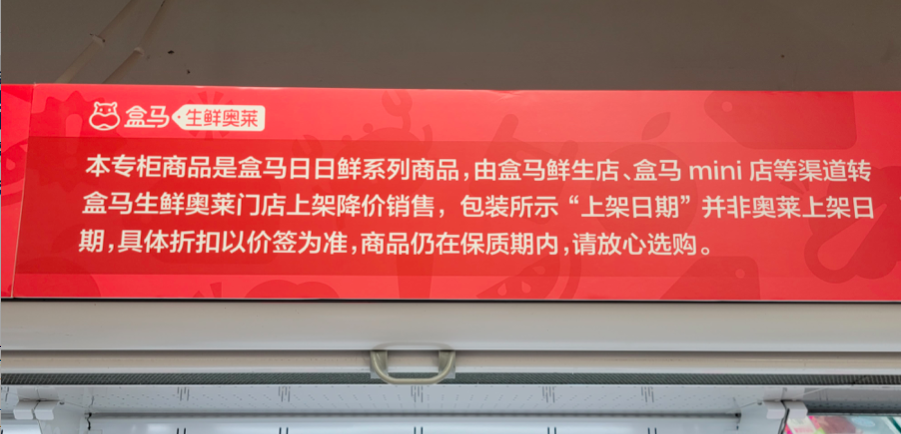 盒马 生鲜奥莱
本专柜商品是盒马日日鲜系列商品,由盒马鲜生店、盒马 mini 店等渠道转
盒马生鲜奥莱门店上架降价销售，包装所示“上架日期”并非奥莱上架日
期,具体折扣以价签为准,商品仍在保质期内,请放心选购。